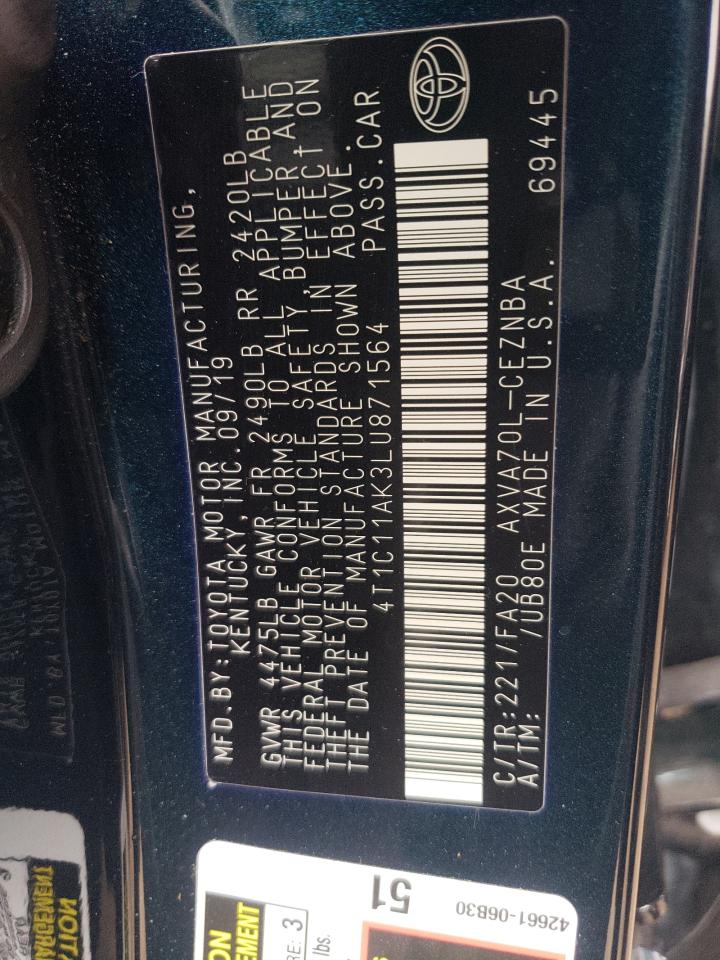 MFD. BY: TOYOTA MOTOR MANUFACTURING,
KENTUCKY, INC. 09/19
GVWR 4475LB GAWR FR 2490LB RR 2420LB
THIS VEHICLE CONFORMS TO ALL APPLICABLE
FEDERAL MOTOR VEHICLE SAFETY, BUMPER, AND
THEFT PREVENTION STANDARDS IN EFFECT ON
THE DATE OF MANUFACTURE SHOWN ABOVE.
4T1C11AK3LU871564 PASS.CAR
C/TR:221/FA20 AXVA70L-CEZNBA
A/TM: /UB80E MADE IN U.S.A. 69445
51
42661-06B30
3
lbs.